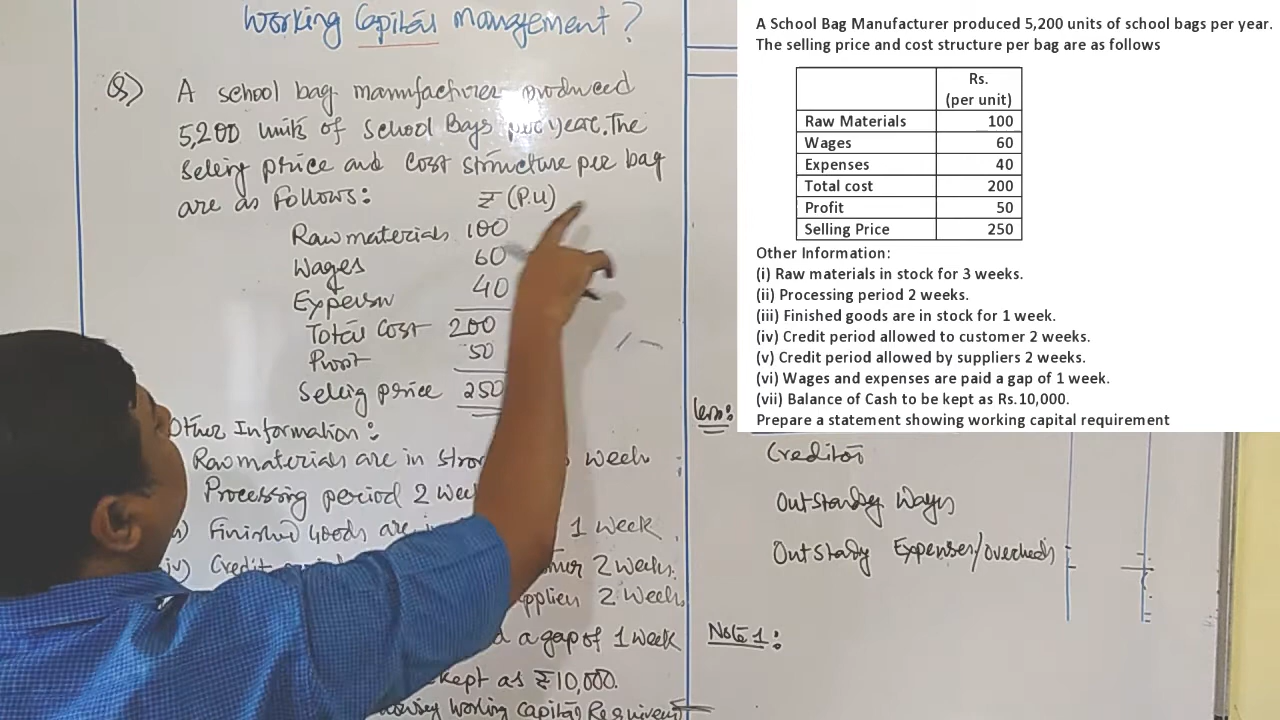 Working Capital Management?
Q) A school bag manufacturer produced
5,200 units of School Bags per year. The
Seling price and cost structure per bag
are as follows:
₹ (P.U)
Raw materials 100
Wages 60
Expense 40
Total Cost 200
Profit 50
Seling price 250
Other Information:
Raw materials are in week
Processing period 2
Finished Goods are 1 week.
iv) 2 weeks.
2 weeks
a gap of 1 week
kept as ₹10,000.
Working Capital
A School Bag Manufacturer produced 5,200 units of school bags per year.
The selling price and cost structure per bag are as follows
Rs.
(per unit)
Raw Materials 100
Wages 60
Expenses 40
Total cost 200
Profit 50
Selling Price 250
Other Information:
(i) Raw materials in stock for 3 weeks.
(ii) Processing period 2 weeks.
(iii) Finished goods are in stock for 1 week.
(iv) Credit period allowed to customer 2 weeks.
(v) Credit period allowed by suppliers 2 weeks.
(vi) Wages and expenses are paid a gap of 1 week.
(vii) Balance of Cash to be kept as Rs.10,000.
Prepare a statement showing working capital requirement
Less:
Creditors
Outstanding Wages
Outstandy Expenses/overheads
Note 1: